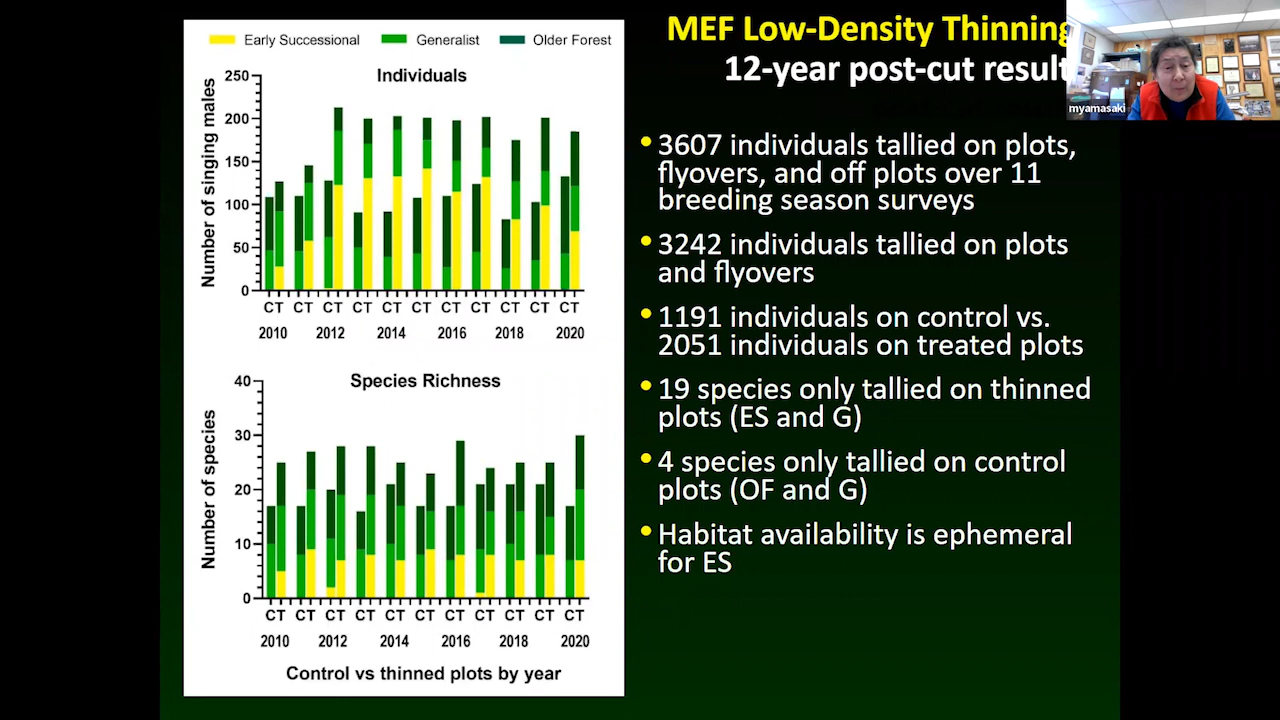 MEF Low-Density Thinning
12-year post-cut result
myamasaki
Early Successional Generalist Older Forest
Individuals
Number of singing males
250
200
150
100
50
0
CT CT CT CT CT CT CT CT CT CT CT
2010 2012 2014 2016 2018 2020
Species Richness
Number of species
40
30
20
10
0
CT CT CT CT CT CT CT CT CT CT CT
2010 2012 2014 2016 2018 2020
Control vs thinned plots by year
• 3607 individuals tallied on plots,
flyovers, and off plots over 11
breeding season surveys
• 3242 individuals tallied on plots
and flyovers
• 1191 individuals on control vs.
2051 individuals on treated plots
• 19 species only tallied on thinned
plots (ES and G)
• 4 species only tallied on control
plots (OF and G)
• Habitat availability is ephemeral
for ES